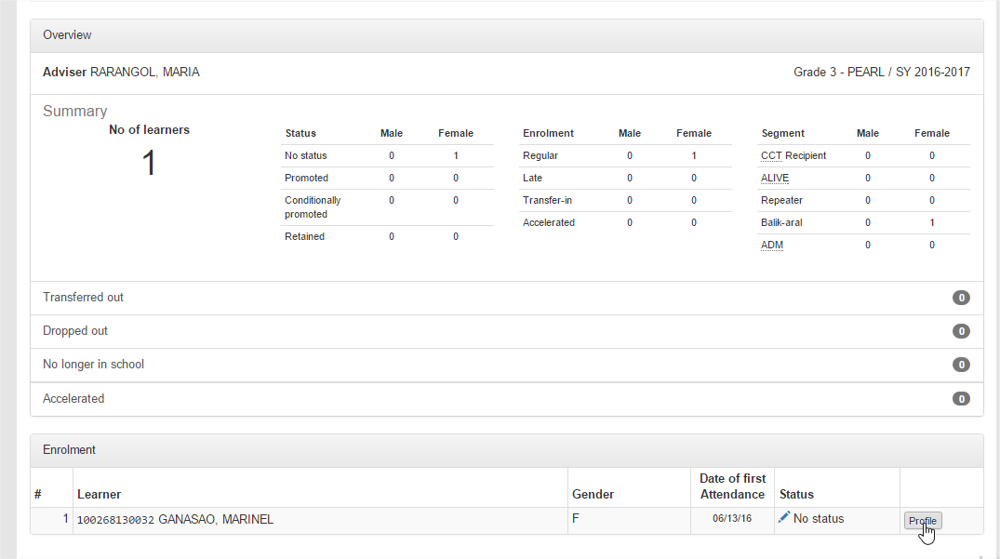 Overview
Adviser RARANGOL, MARIA
Grade 3 - PEARL / SY 2016-2017
Summary
No of learners
1
Status Male Female
No status 0 1
Promoted 0 0
Conditionally promoted 0 0
Retained 0 0
Enrolment Male Female
Regular 0 1
Late 0 0
Transfer-in 0 0
Accelerated 0 0
Segment Male Female
CCT Recipient 0 0
ALIVE 0 0
Repeater 0 0
Balik-aral 0 1
ADM 0 0
Transferred out 0
Dropped out 0
No longer in school 0
Accelerated 0
Enrolment
# Learner Gender Date of first Attendance Status
1 100268130032 GANASAO, MARINEL F 06/13/16 No status Profile